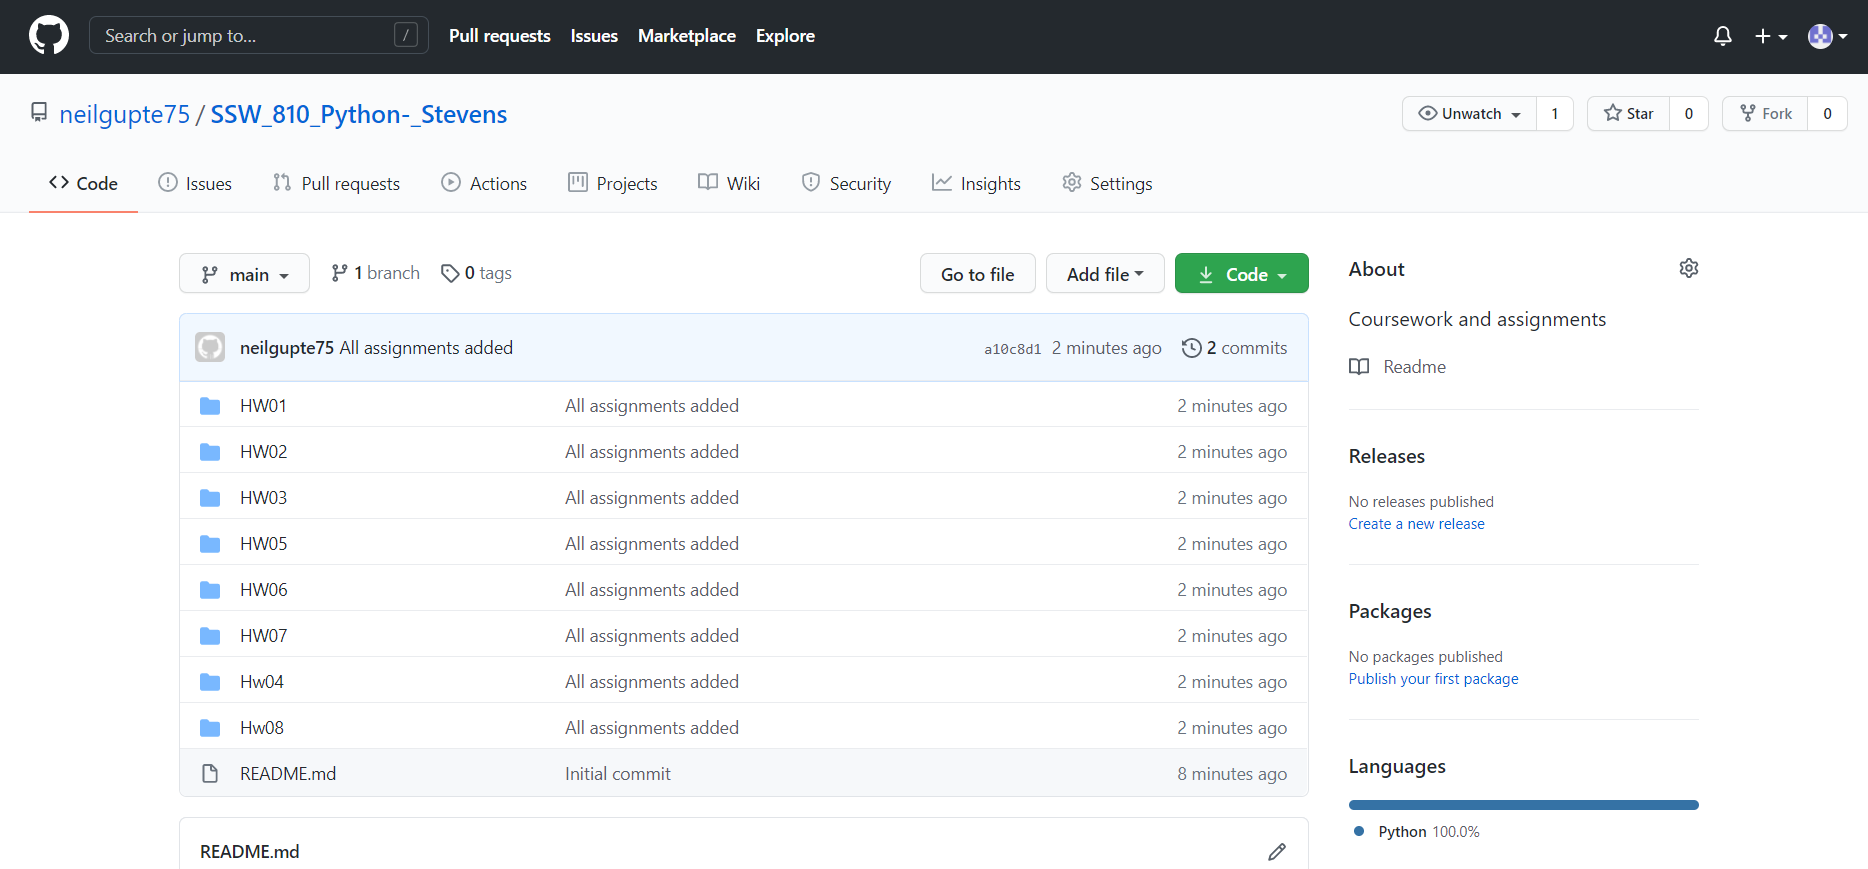 Search or jump to... /
Pull requests Issues Marketplace Explore
neilgupte75 / SSW_810_Python-_Stevens
Unwatch 1 Star 0 Fork 0
Code Issues Pull requests Actions Projects Wiki Security Insights Settings
main 1 branch 0 tags Go to file Add file Code
neilgupte75 All assignments added a10c8d1 2 minutes ago 2 commits
HW01 All assignments added 2 minutes ago
HW02 All assignments added 2 minutes ago
HW03 All assignments added 2 minutes ago
HW05 All assignments added 2 minutes ago
HW06 All assignments added 2 minutes ago
HW07 All assignments added 2 minutes ago
Hw04 All assignments added 2 minutes ago
Hw08 All assignments added 2 minutes ago
README.md Initial commit 8 minutes ago
README.md
About
Coursework and assignments
Readme
Releases
No releases published
Create a new release
Packages
No packages published
Publish your first package
Languages
Python 100.0%